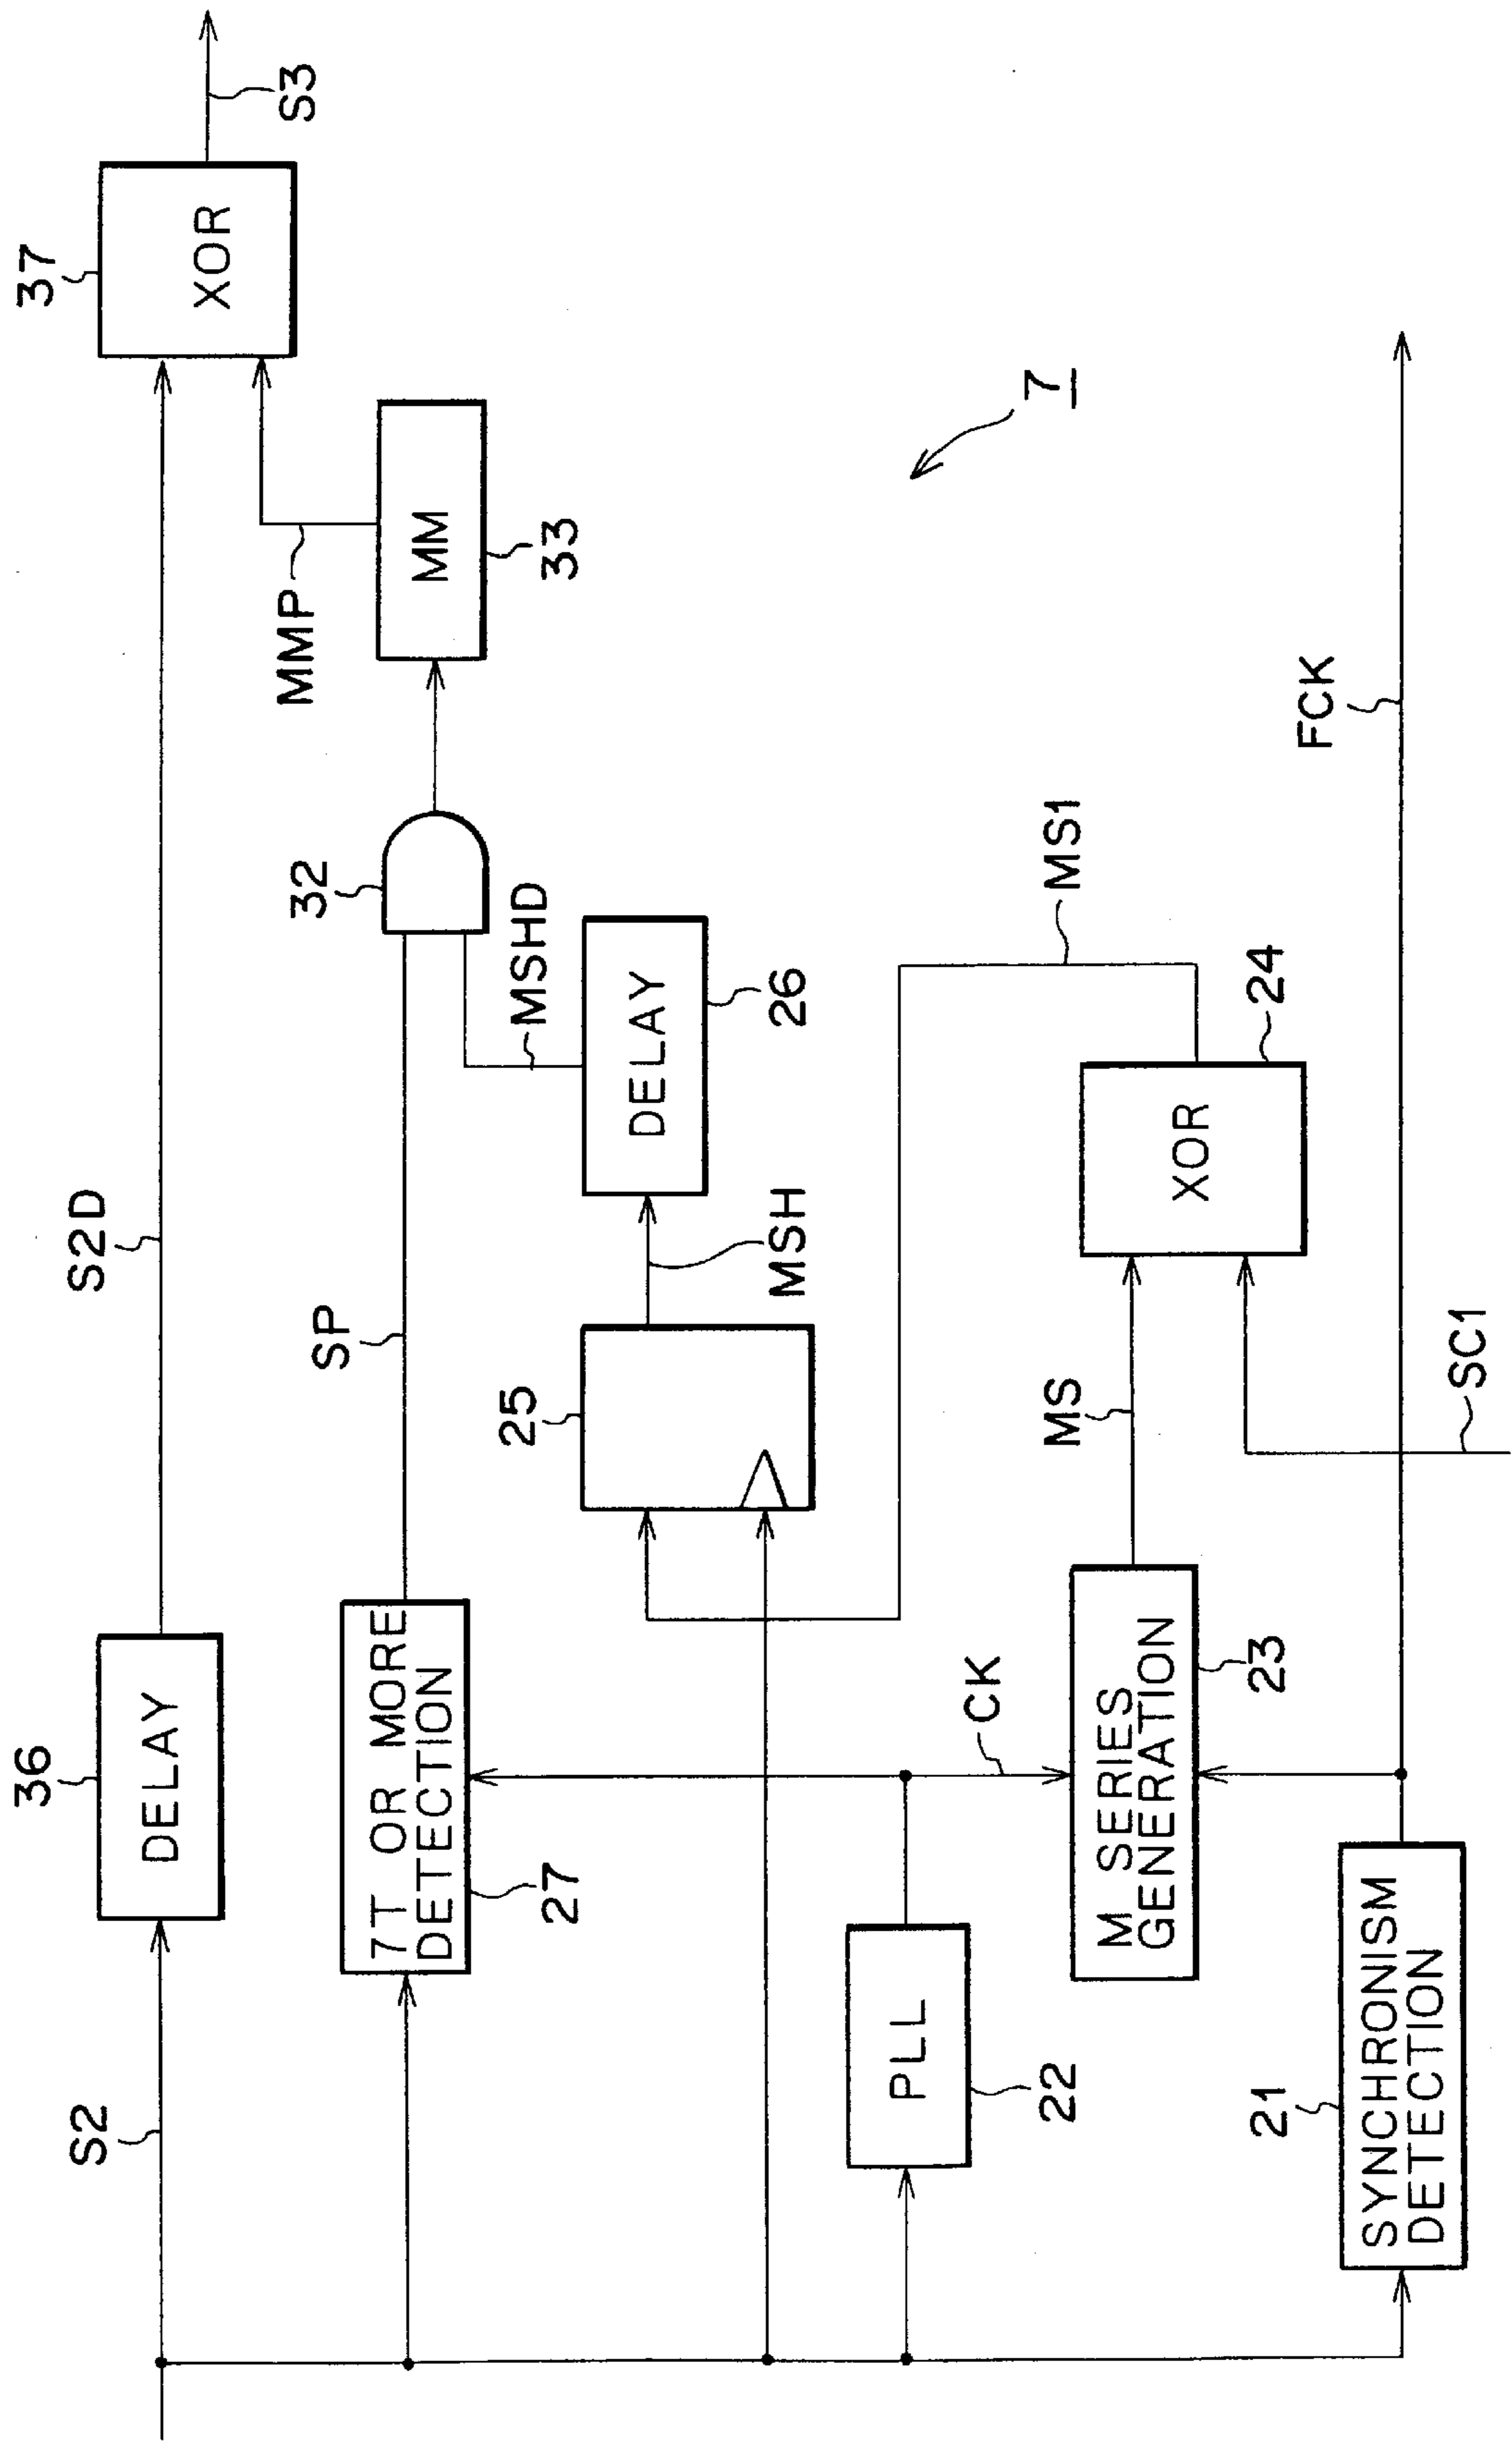 S2
36
DELAY
S2D
37
XOR
S3
7T OR MORE
DETECTION
27
SP
32
MMP
MM
33
25
MSH
DELAY
26
MSHD
PLL
22
CK
7
M SERIES
GENERATION
23
MS
XOR
24
MS1
SYNCHRONISM
DETECTION
21
SC1
FCK